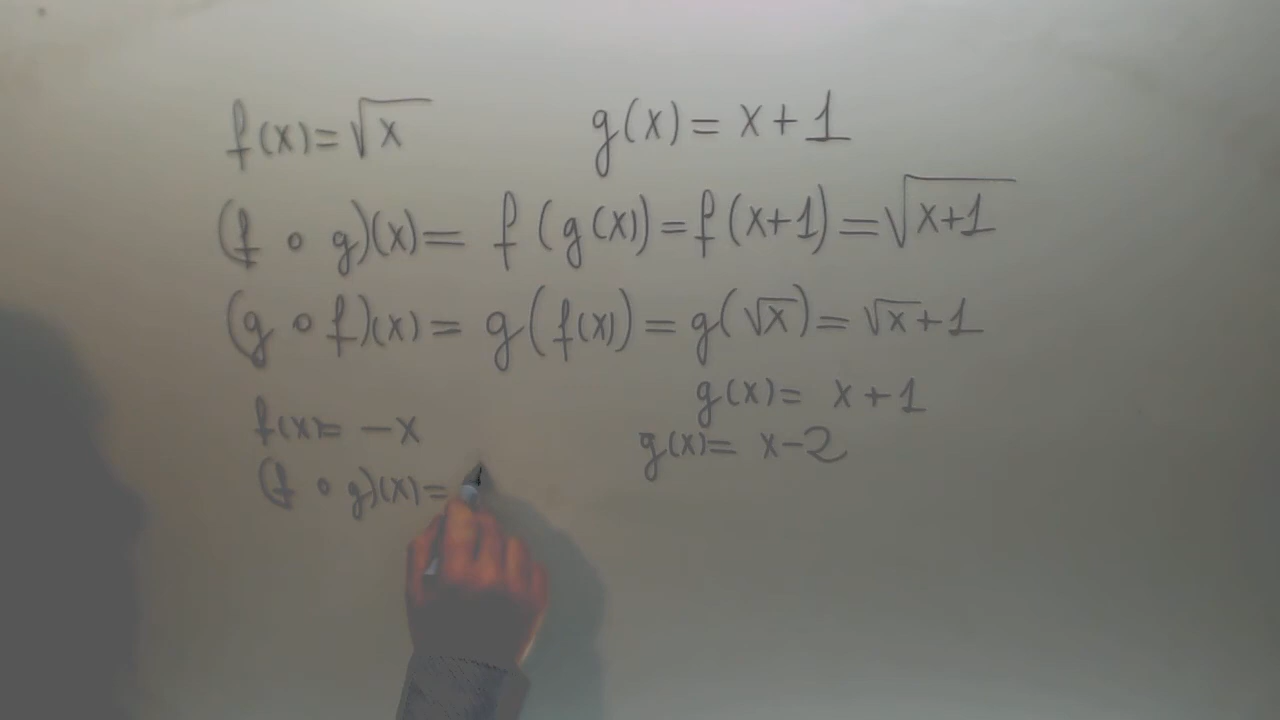 f(x)=√x g(x)= x+1
(f ∘ g)(x)= f(g(x))=f(x+1)=√x+1
(g ∘ f)(x)= g(f(x))=g(√x)=√x+1
g(x)= x+1
f(x)= -x g(x)= x-2
(f ∘ g)(x)=